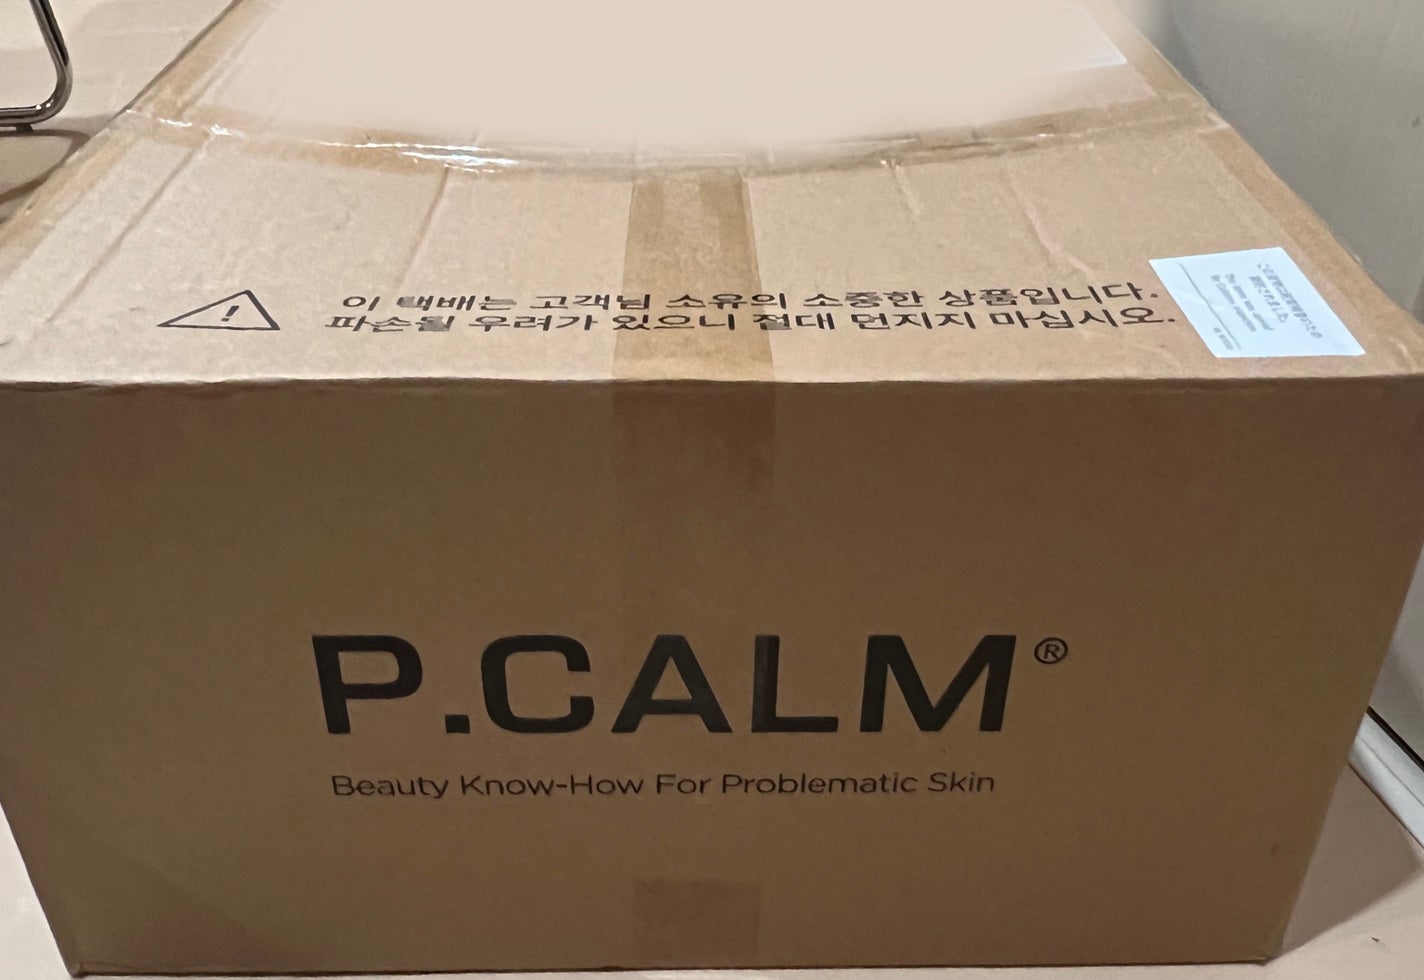 이 택배는 고객님 소유의 소중한 상품입니다.
파손될 우려가 있으니 절대 던지지 마십시오.
P.CALM®
Beauty Know-How For Problematic Skin